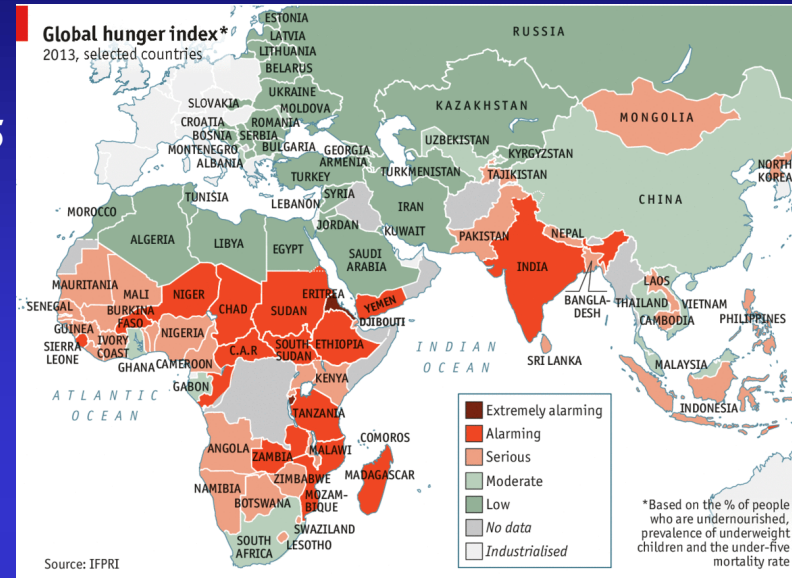 Global hunger index*
2013, selected countries
ESTONIA
LATVIA
LITHUANIA
BELARUS
RUSSIA
UKRAINE
MOLDOVA
SLOVAKIA
CROATIA
ROMANIA
BOSNIA
SERBIA
MONTENEGRO
BULGARIA
ALBANIA
GEORGIA
ARMENIA
TURKEY
KAZAKHSTAN
UZBEKISTAN
KYRGYZSTAN
TURKMENISTAN
TAJIKISTAN
MONGOLIA
NORTH
KOREA
CHINA
TUNISIA
LEBANON
SYRIA
IRAN
MOROCCO
JORDAN
KUWAIT
ALGERIA
LIBYA
EGYPT
SAUDI
ARABIA
PAKISTAN
NEPAL
INDIA
BANGLA-
DESH
LAOS
THAILAND
VIETNAM
CAMBODIA
PHILIPPINES
MAURITANIA
MALI
NIGER
CHAD
SUDAN
ERITREA
YEMEN
DJIBOUTI
SENEGAL
BURKINA
FASO
GUINEA
NIGERIA
SIERRA
LEONE
IVORY
COAST
GHANA
CAMEROON
C.A.R
SOUTH
SUDAN
ETHIOPIA
INDIAN
OCEAN
SRI LANKA
MALAYSIA
INDONESIA
GABON
KENYA
ATLANTIC
OCEAN
TANZANIA
COMOROS
ANGOLA
ZAMBIA
MALAWI
MADAGASCAR
NAMIBIA
ZIMBABWE
BOTSWANA
MOZAM-
BIQUE
SWAZILAND
SOUTH
AFRICA
LESOTHO
Extremely alarming
Alarming
Serious
Moderate
Low
No data
Industrialised
*Based on the % of people
who are undernourished,
prevalence of underweight
children and the under-five
mortality rate
Source: IFPRI